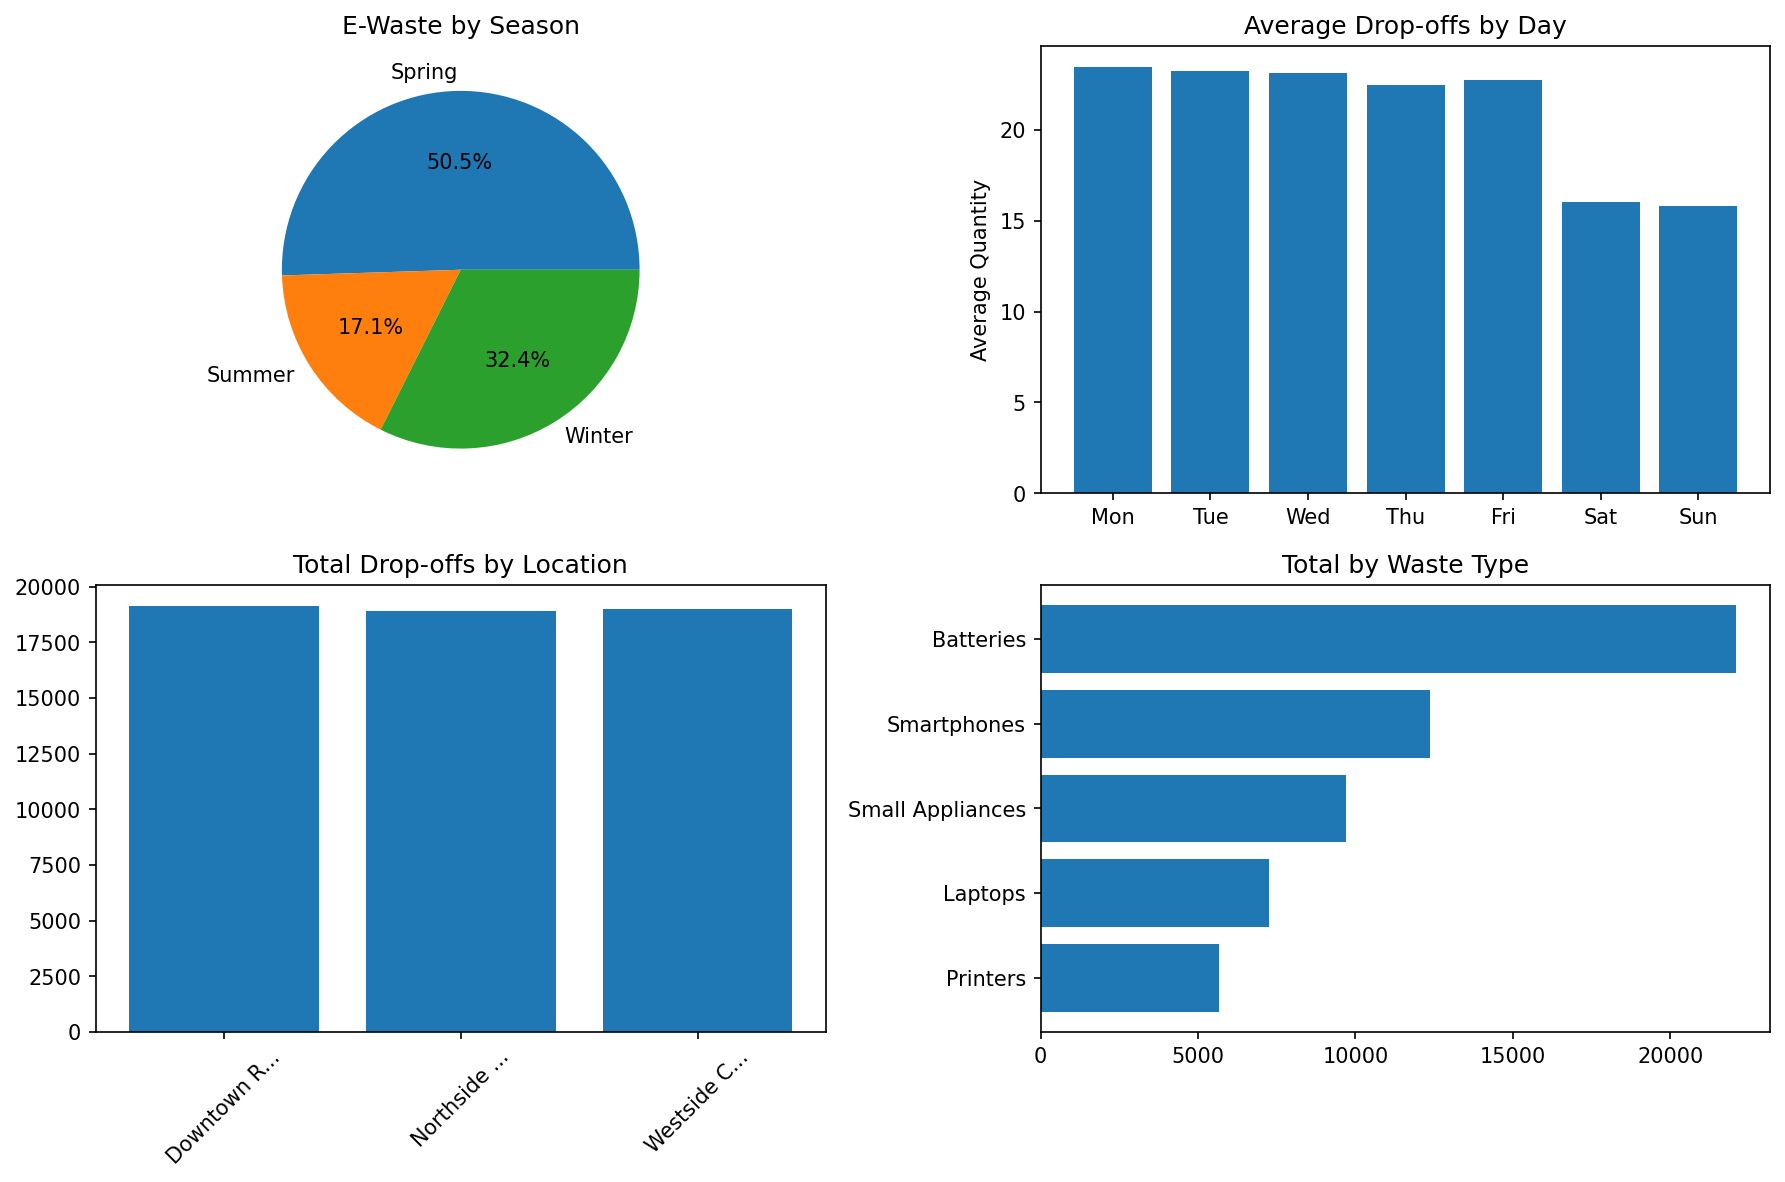 E-Waste by Season
Spring
50.5%
17.1%
Summer
32.4%
Winter
Average Drop-offs by Day
Average Quantity
20
15
10
5
0
Mon Tue Wed Thu Fri Sat Sun
Total Drop-offs by Location
20000
17500
15000
12500
10000
7500
5000
2500
0
Downtown R...
Northside ...
Westside C...
Total by Waste Type
Batteries
Smartphones
Small Appliances
Laptops
Printers
0 5000 10000 15000 20000